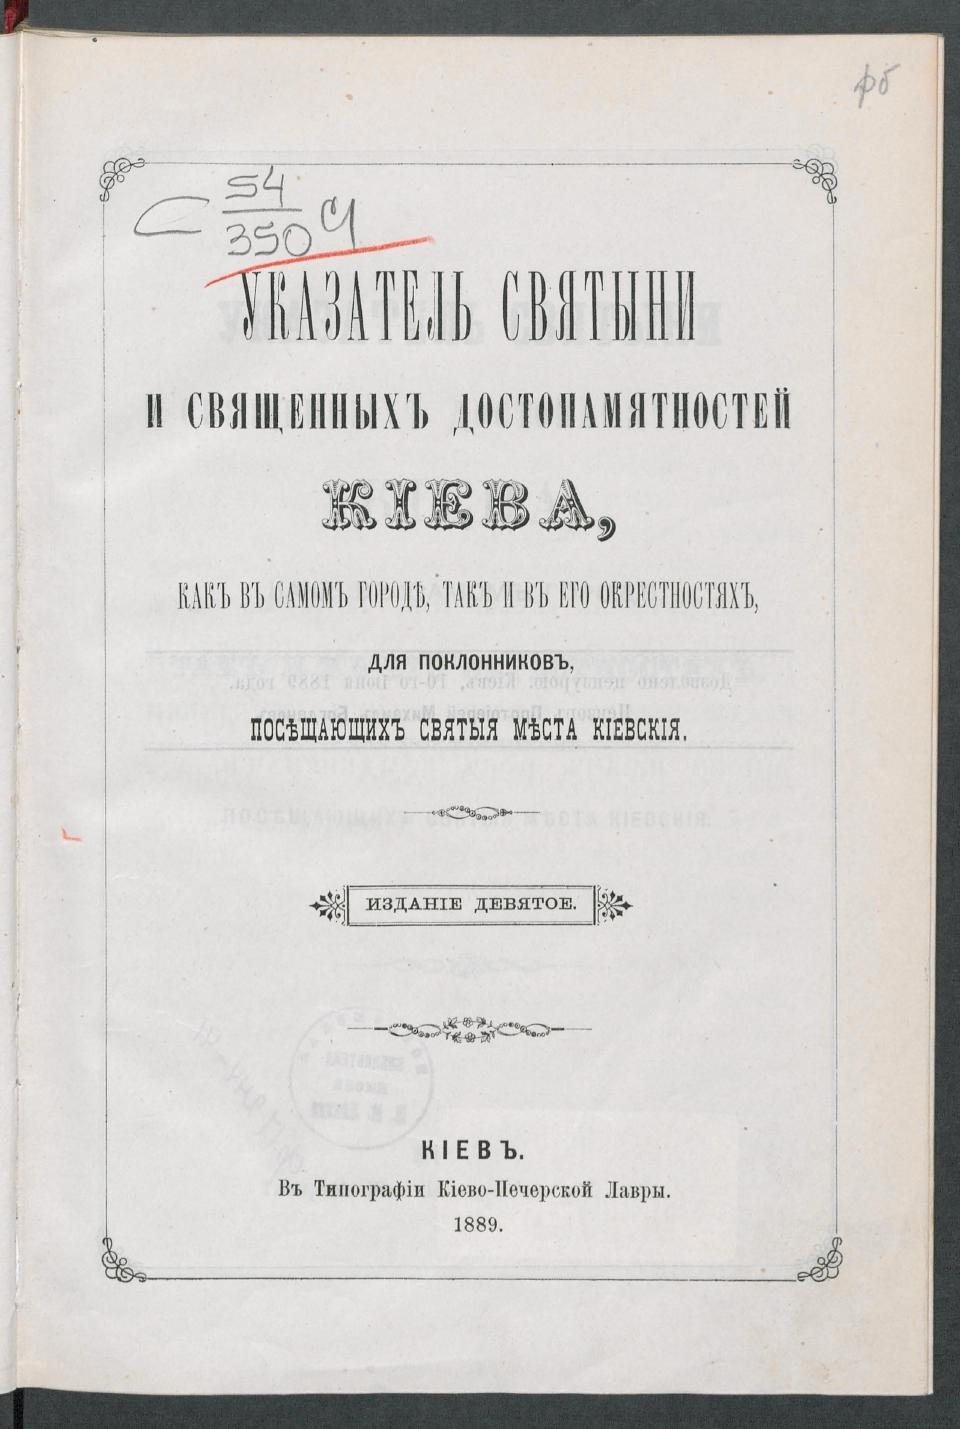 фб
С 54/350 Ч
УКАЗАТЕЛЬ СВЯТЫНИ
И СВЯЩЕННЫХЪ ДОСТОПАМЯТНОСТЕЙ
КІЕВА,
КАКЪ ВЪ САМОМЪ ГОРОДѢ, ТАКЪ И ВЪ ЕГО ОКРЕСТНОСТЯХЪ,
ДЛЯ ПОКЛОННИКОВЪ,
ПОСѢЩАЮЩИХЪ СВЯТЫЯ МѢСТА КІЕВСКІЯ.
ИЗДАНІЕ ДЕВЯТОЕ.
КІЕВЪ.
Въ Типографіи Кіево-Печерской Лавры.
1889.